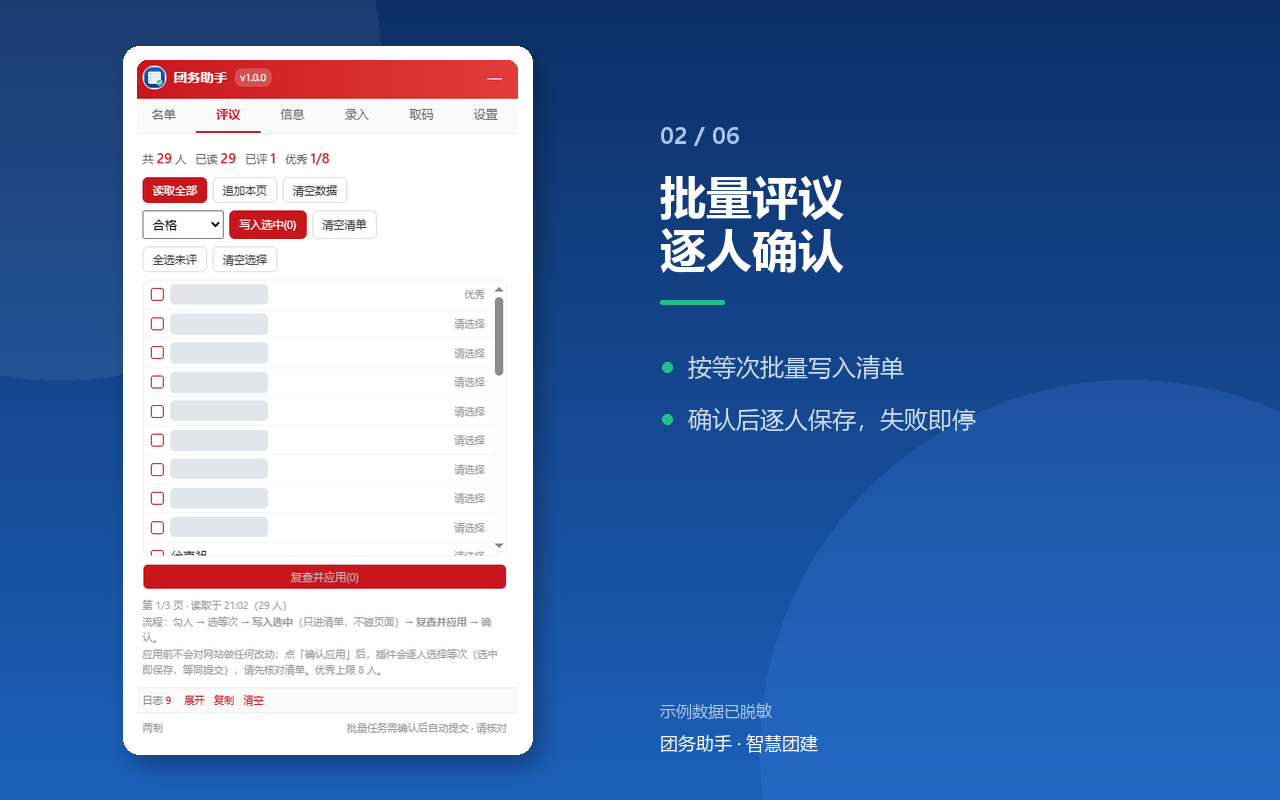 团务助手 v1.0.0 —
名单 评议 信息 录入 取码 设置
共 29 人 已读 29 已评 1 优秀 1/8
读取全部 追加本页 清空数据
合格 写入选中(0) 清空清单
全选未评 清空选择
优秀
请选择
请选择
请选择
请选择
请选择
请选择
请选择
请选择
请选择
复查并应用(0)
第 1/3 页 · 读取于 21:02（29 人）
流程：勾人 → 选等次 → 写入选中（只进清单，不碰页面）→ 复查并应用 → 确
认。
应用前不会对网站做任何改动；点「确认应用」后，插件会逐人选择等次（选中
即保存，等同提交），请先核对清单。优秀上限 8 人。
日志 9 展开 复制 清空
两制 批量任务需确认后自动提交 · 请核对
02 / 06
批量评议
逐人确认
按等次批量写入清单
确认后逐人保存，失败即停
示例数据已脱敏
团务助手 · 智慧团建